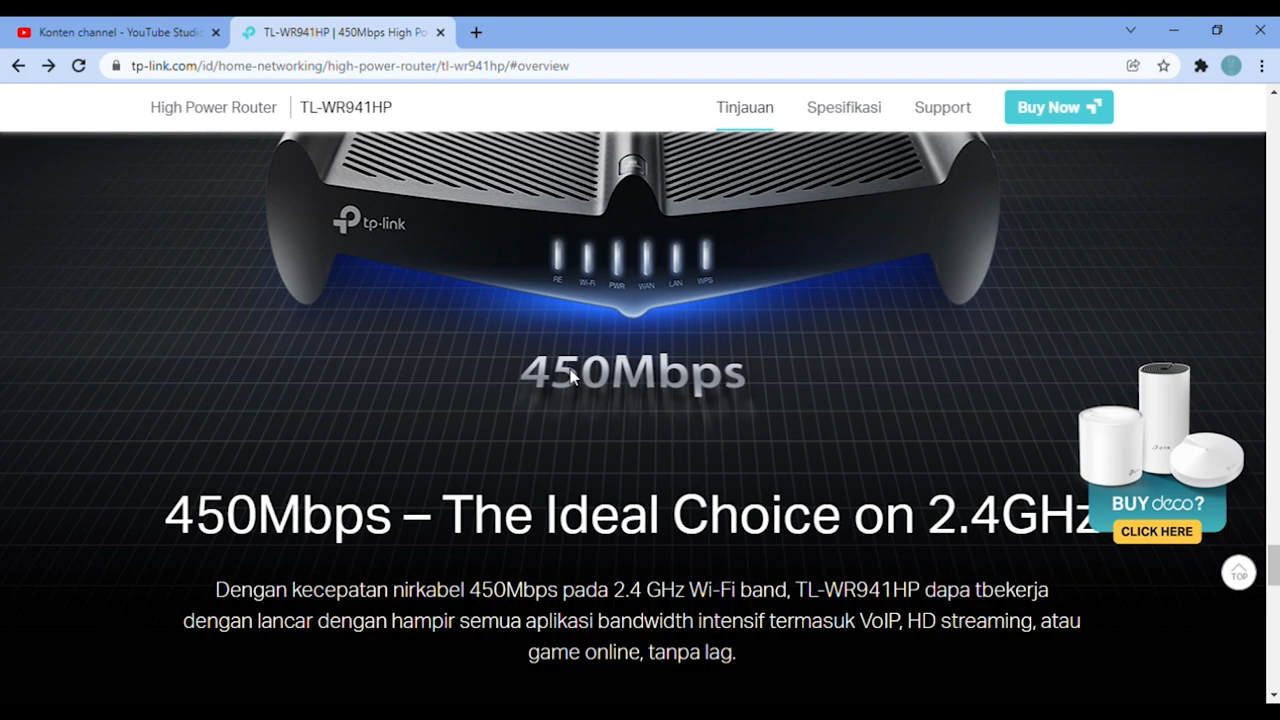 Konten channel - YouTube Studio
TL-WR941HP | 450Mbps High Po
tp-link.com/id/home-networking/high-power-router/tl-wr941hp/#overview
High Power Router
TL-WR941HP
Tinjauan
Spesifikasi
Support
Buy Now
tp-link
RE
Wi-Fi
PWR
WAN
LAN
WPS
450Mbps
450Mbps – The Ideal Choice on 2.4GHz
BUY deco?
CLICK HERE
TOP
Dengan kecepatan nirkabel 450Mbps pada 2.4 GHz Wi-Fi band, TL-WR941HP dapa tbekerja
dengan lancar dengan hampir semua aplikasi bandwidth intensif termasuk VoIP, HD streaming, atau
game online, tanpa lag.